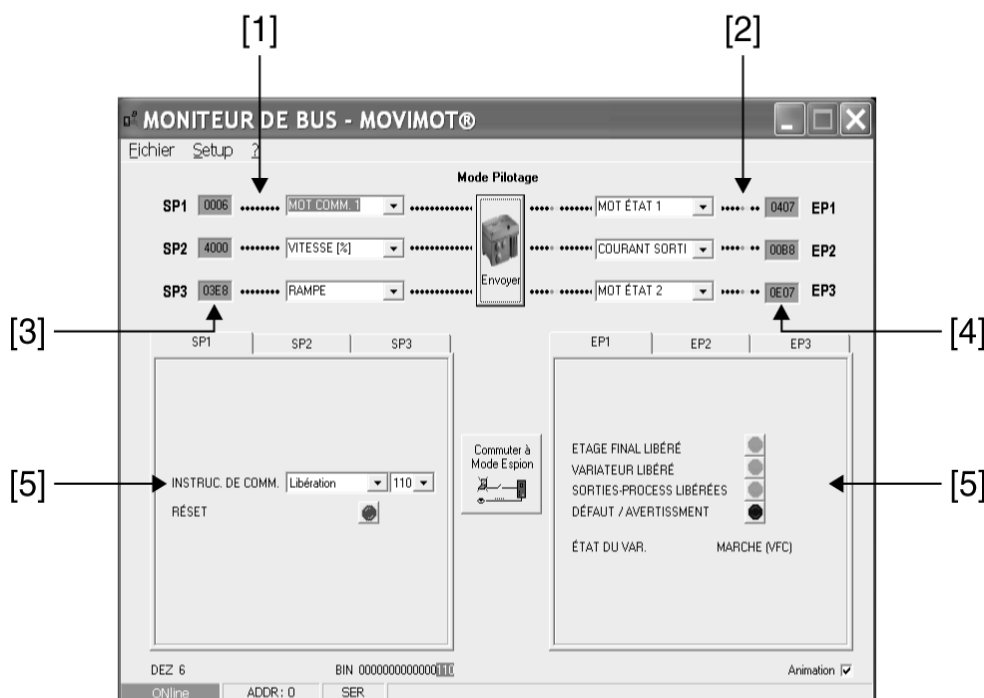 [1] [2]
MONITEUR DE BUS - MOVIMOT®
Eichier Setup ?
Mode Pilotage
SP1 0006 MOT COMM. 1 MOT ÉTAT 1 0407 EP1
SP2 4000 VITESSE [%] COURANT SORTI 00B8 EP2
SP3 03E8 RAMPE MOT ÉTAT 2 0E07 EP3
Envoyer
[3] [4]
SP1 SP2 SP3 EP1 EP2 EP3
Commuter à
Mode Espion
ETAGE FINAL LIBÉRÉ
VARIATEUR LIBÉRÉ
[5] INSTRUC. DE COMM. Libération 110 SORTIES-PROCESS LIBÉRÉES [5]
RÉSET DÉFAUT / AVERTISSMENT
ÉTAT DU VAR. MARCHE (VFC)
DEZ 6 BIN 0000000000000110 Animation
ONline ADDR: 0 SER